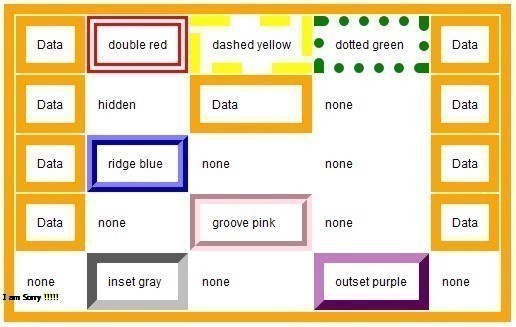 Data double red dashed yellow dotted green Data
Data hidden Data none Data
Data ridge blue none none Data
Data none groove pink none Data
none inset gray none outset purple none
I am Sorry !!!!!